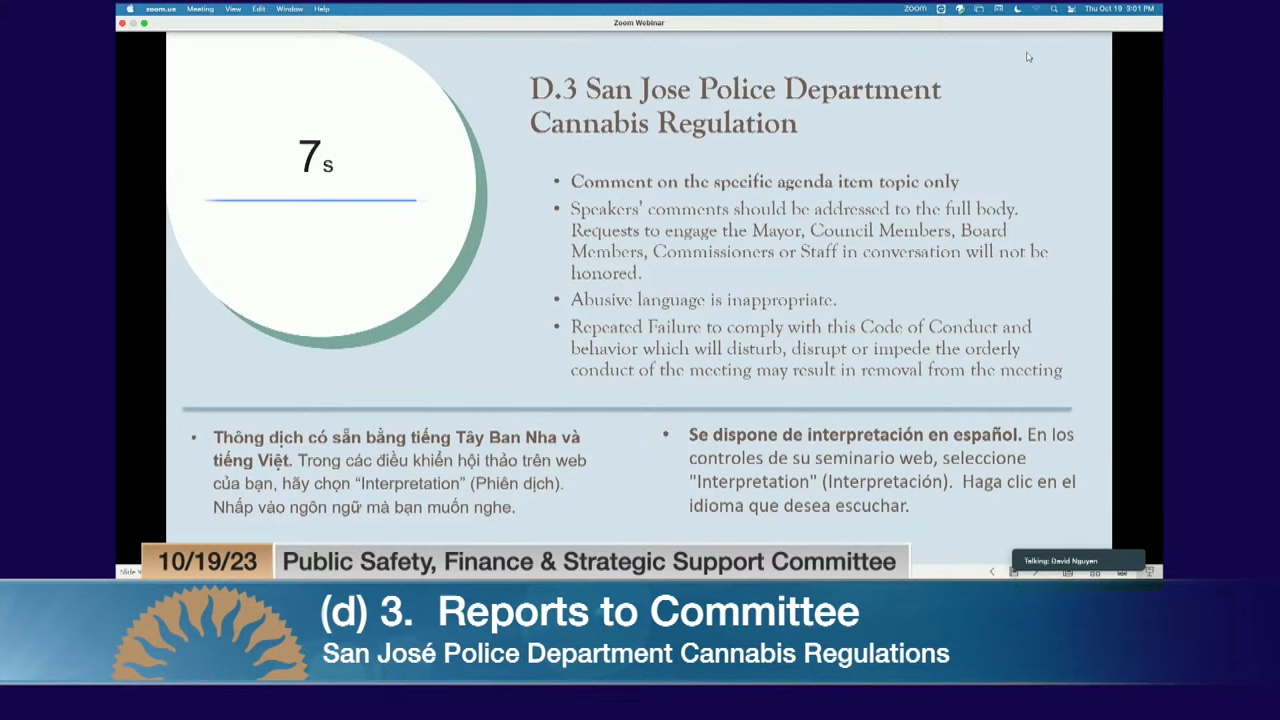 zoom.us Meeting View Edit Window Help
zoom Thu Oct 19 3:01 PM
Zoom Webinar
7s
D.3 San Jose Police Department
Cannabis Regulation
• Comment on the specific agenda item topic only
• Speakers' comments should be addressed to the full body.
Requests to engage the Mayor, Council Members, Board
Members, Commissioners or Staff in conversation will not be
honored.
• Abusive language is inappropriate.
• Repeated Failure to comply with this Code of Conduct and
behavior which will disturb, disrupt or impede the orderly
conduct of the meeting may result in removal from the meeting
• Thông dịch có sẵn bằng tiếng Tây Ban Nha và
tiếng Việt. Trong các điều khiển hội thảo trên web
của bạn, hãy chọn “Interpretation” (Phiên dịch).
Nhấp vào ngôn ngữ mà bạn muốn nghe.
• Se dispone de interpretación en español. En los
controles de su seminario web, seleccione
"Interpretation" (Interpretación). Haga clic en el
idioma que desea escuchar.
Talking: David Nguyen
10/19/23 Public Safety, Finance & Strategic Support Committee
(d) 3. Reports to Committee
San José Police Department Cannabis Regulations